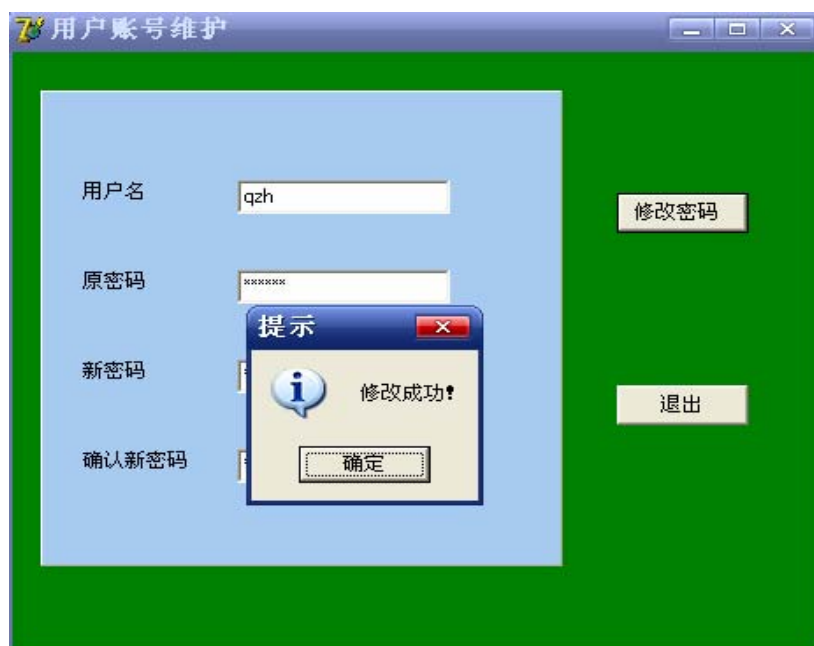 用户账号维护
用户名
qzh
修改密码
原密码
******
提示
新密码
修改成功!
退出
确认新密码
确定